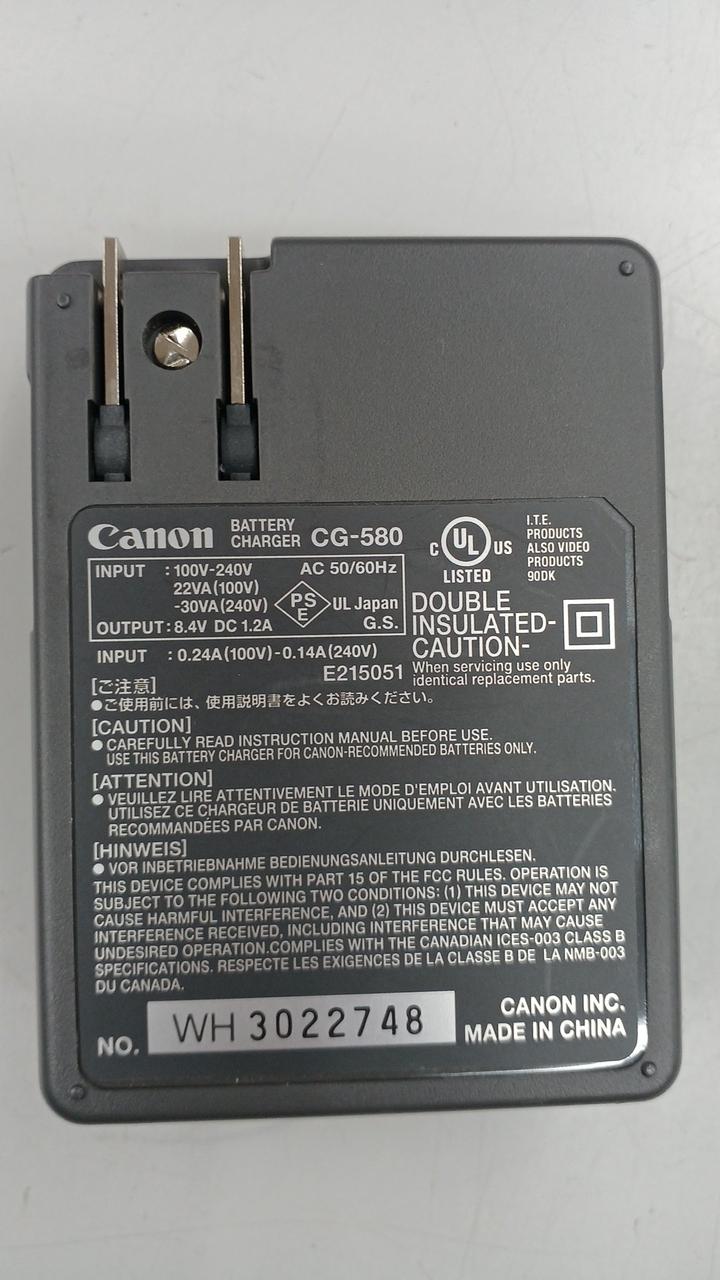 Canon BATTERY CHARGER CG-580
INPUT : 100V-240V AC 50/60Hz
22VA(100V)
-30VA(240V) PSE UL Japan
OUTPUT : 8.4V DC 1.2A G.S.
INPUT : 0.24A(100V)-0.14A(240V)
E215051
C UL US
LISTED
I.T.E.
PRODUCTS
ALSO VIDEO
PRODUCTS
90DK
DOUBLE
INSULATED-
CAUTION-
When servicing use only
identical replacement parts.
[ご注意]
●ご使用前には、使用説明書をよくお読みください。
[CAUTION]
● CAREFULLY READ INSTRUCTION MANUAL BEFORE USE.
USE THIS BATTERY CHARGER FOR CANON-RECOMMENDED BATTERIES ONLY.
[ATTENTION]
● VEUILLEZ LIRE ATTENTIVEMENT LE MODE D'EMPLOI AVANT UTILISATION.
UTILISEZ CE CHARGEUR DE BATTERIE UNIQUEMENT AVEC LES BATTERIES
RECOMMANDÉES PAR CANON.
[HINWEIS]
● VOR INBETRIEBNAHME BEDIENUNGSANLEITUNG DURCHLESEN.
THIS DEVICE COMPLIES WITH PART 15 OF THE FCC RULES. OPERATION IS
SUBJECT TO THE FOLLOWING TWO CONDITIONS: (1) THIS DEVICE MAY NOT
CAUSE HARMFUL INTERFERENCE, AND (2) THIS DEVICE MUST ACCEPT ANY
INTERFERENCE RECEIVED, INCLUDING INTERFERENCE THAT MAY CAUSE
UNDESIRED OPERATION.COMPLIES WITH THE CANADIAN ICES-003 CLASS B
SPECIFICATIONS. RESPECTE LES EXIGENCES DE LA CLASSE B DE LA NMB-003
DU CANADA.
NO. WH 3022748
CANON INC.
MADE IN CHINA